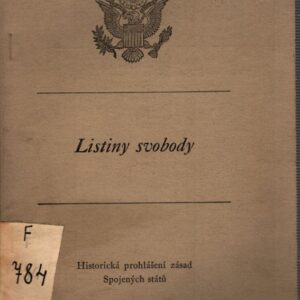 Listiny svobody
F
784
Historická prohlášení zásad
Spojených států